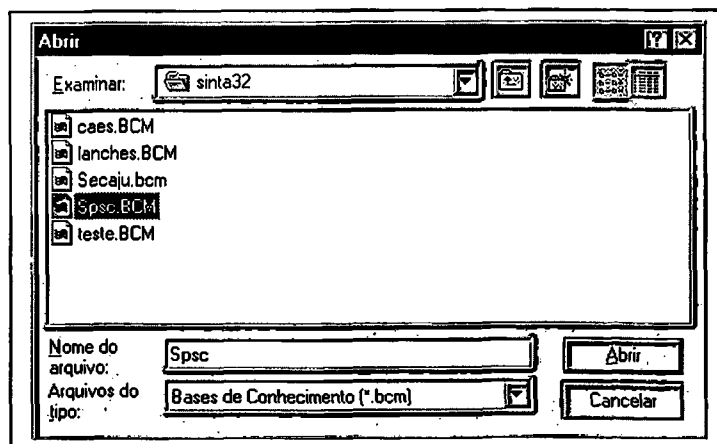 Abrir
Examinar: sinta32
caes.BCM
lanches.BCM
Secaju.bcm
Spsc.BCM
teste.BCM
Nome do arquivo: Spsc Abrir
Arquivos do tipo: Bases de Conhecimento (*.bcm) Cancelar